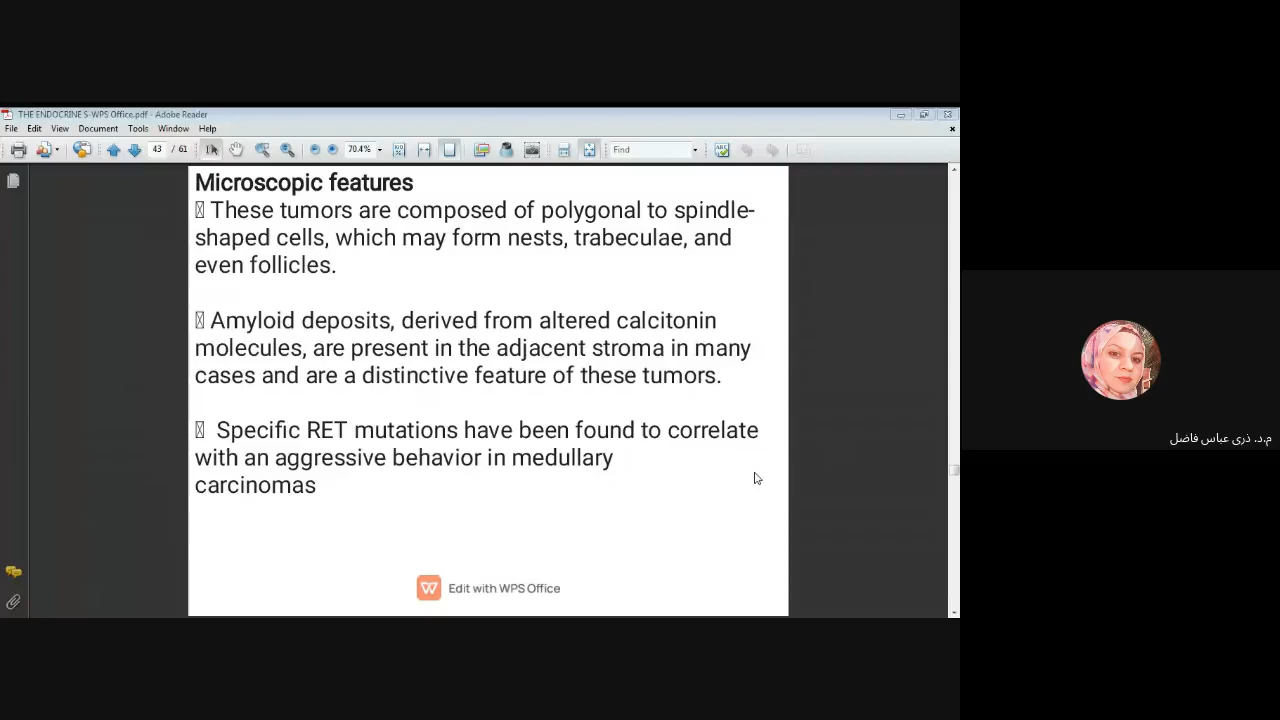 THE ENDOCRINE S-WPS Office.pdf - Adobe Reader
File Edit View Document Tools Window Help
43 / 61 70.4% Find
Microscopic features
These tumors are composed of polygonal to spindle-
shaped cells, which may form nests, trabeculae, and
even follicles.
Amyloid deposits, derived from altered calcitonin
molecules, are present in the adjacent stroma in many
cases and are a distinctive feature of these tumors.
Specific RET mutations have been found to correlate
with an aggressive behavior in medullary
carcinomas
Edit with WPS Office
م.د. ذرى عباس فاضل